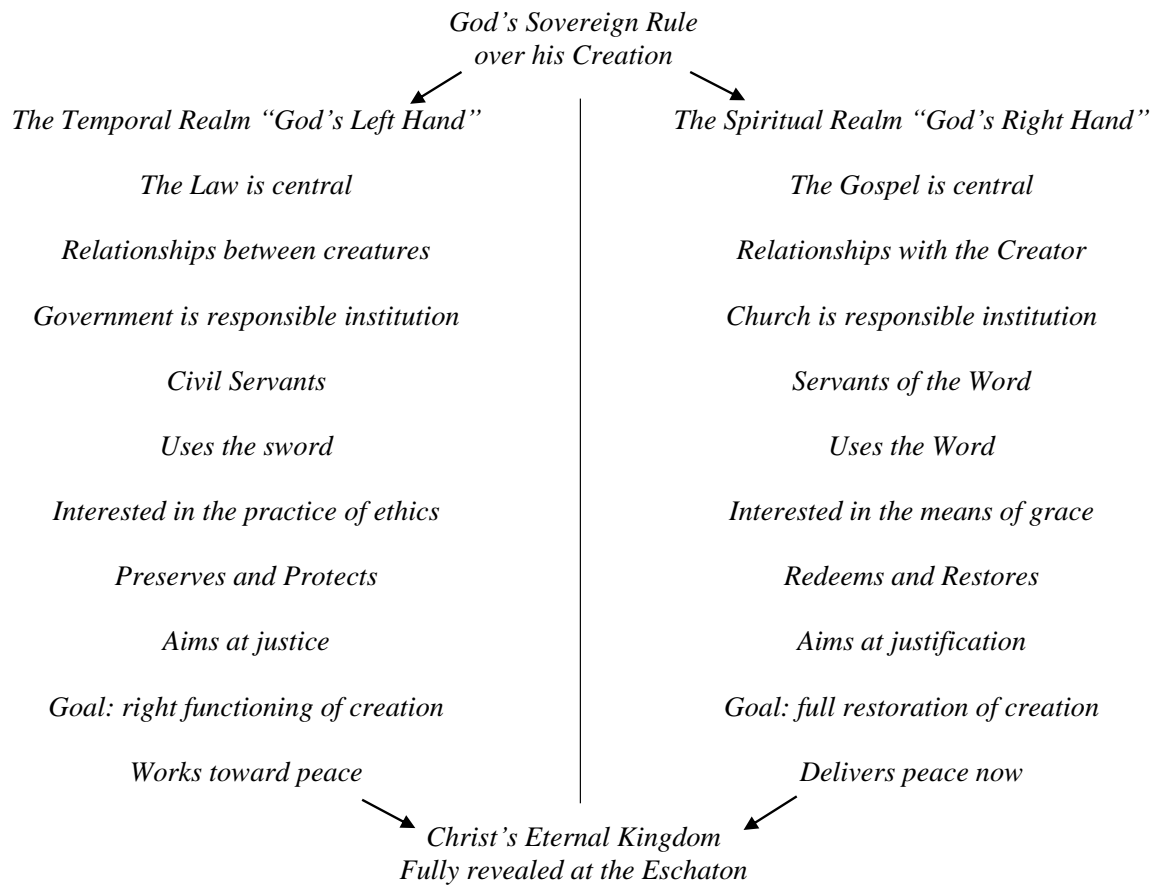 God’s Sovereign Rule
over his Creation
The Temporal Realm “God’s Left Hand”
The Spiritual Realm “God’s Right Hand”
The Law is central
The Gospel is central
Relationships between creatures
Relationships with the Creator
Government is responsible institution
Church is responsible institution
Civil Servants
Servants of the Word
Uses the sword
Uses the Word
Interested in the practice of ethics
Interested in the means of grace
Preserves and Protects
Redeems and Restores
Aims at justice
Aims at justification
Goal: right functioning of creation
Goal: full restoration of creation
Works toward peace
Delivers peace now
Christ’s Eternal Kingdom
Fully revealed at the Eschaton